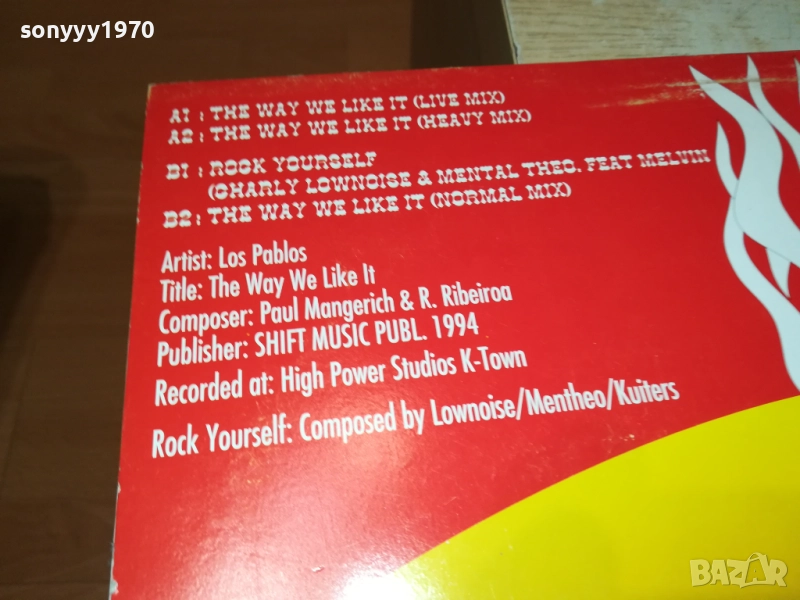 sonyyy1970
A1 : THE WAY WE LIKE IT (LIVE MIX)
A2 : THE WAY WE LIKE IT (HEAVY MIX)
B1 : ROCK YOURSELF
(CHARLY LOWNOISE & MENTAL THEO. FEAT MELVIN
B2 : THE WAY WE LIKE IT (NORMAL MIX)
Artist: Los Pablos
Title: The Way We Like It
Composer: Paul Mangerich & R. Ribeiroa
Publisher: SHIFT MUSIC PUBL. 1994
Recorded at: High Power Studios K-Town
Rock Yourself: Composed by Lownoise/Mentheo/Kuiters
BAZAR